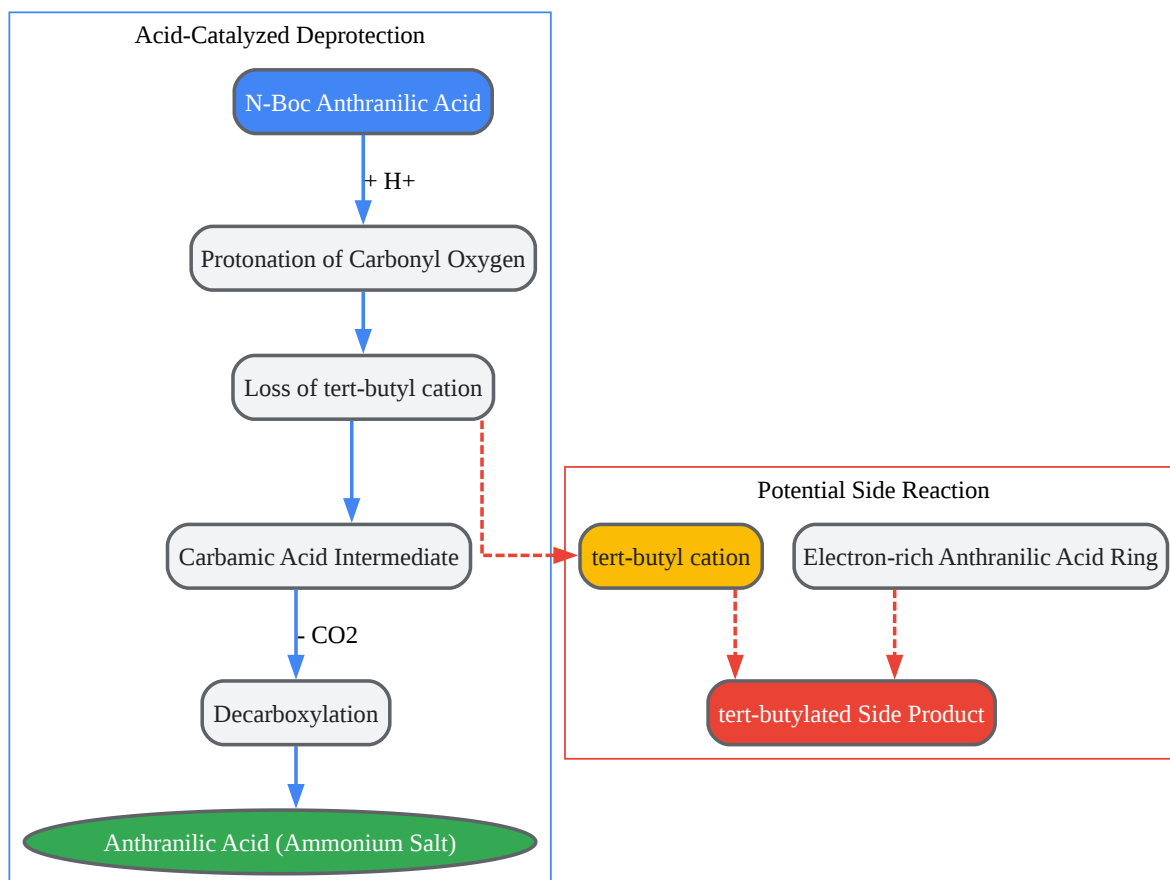 Acid-Catalyzed Deprotection
N-Boc Anthranilic Acid
+ H+
Protonation of Carbonyl Oxygen
Loss of tert-butyl cation
Carbamic Acid Intermediate
- CO2
Decarboxylation
Anthranilic Acid (Ammonium Salt)
Potential Side Reaction
tert-butyl cation
Electron-rich Anthranilic Acid Ring
tert-butylated Side Product